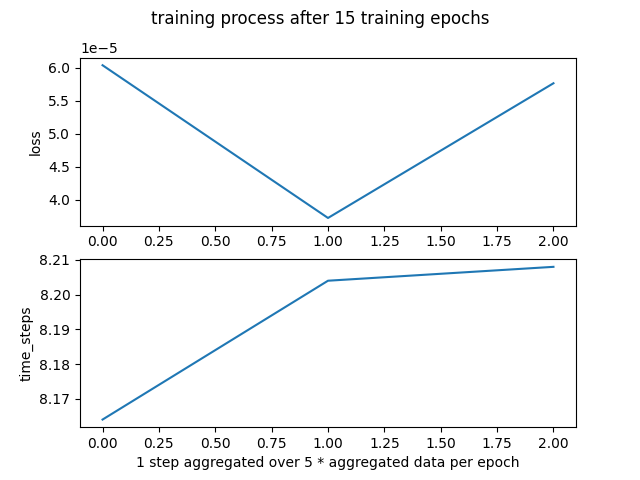 training process after 15 training epochs
1e−5
6.0
5.5
5.0
4.5
4.0
loss
0.00 0.25 0.50 0.75 1.00 1.25 1.50 1.75 2.00
8.21
8.20
8.19
8.18
8.17
time_steps
0.00 0.25 0.50 0.75 1.00 1.25 1.50 1.75 2.00
1 step aggregated over 5 * aggregated data per epoch